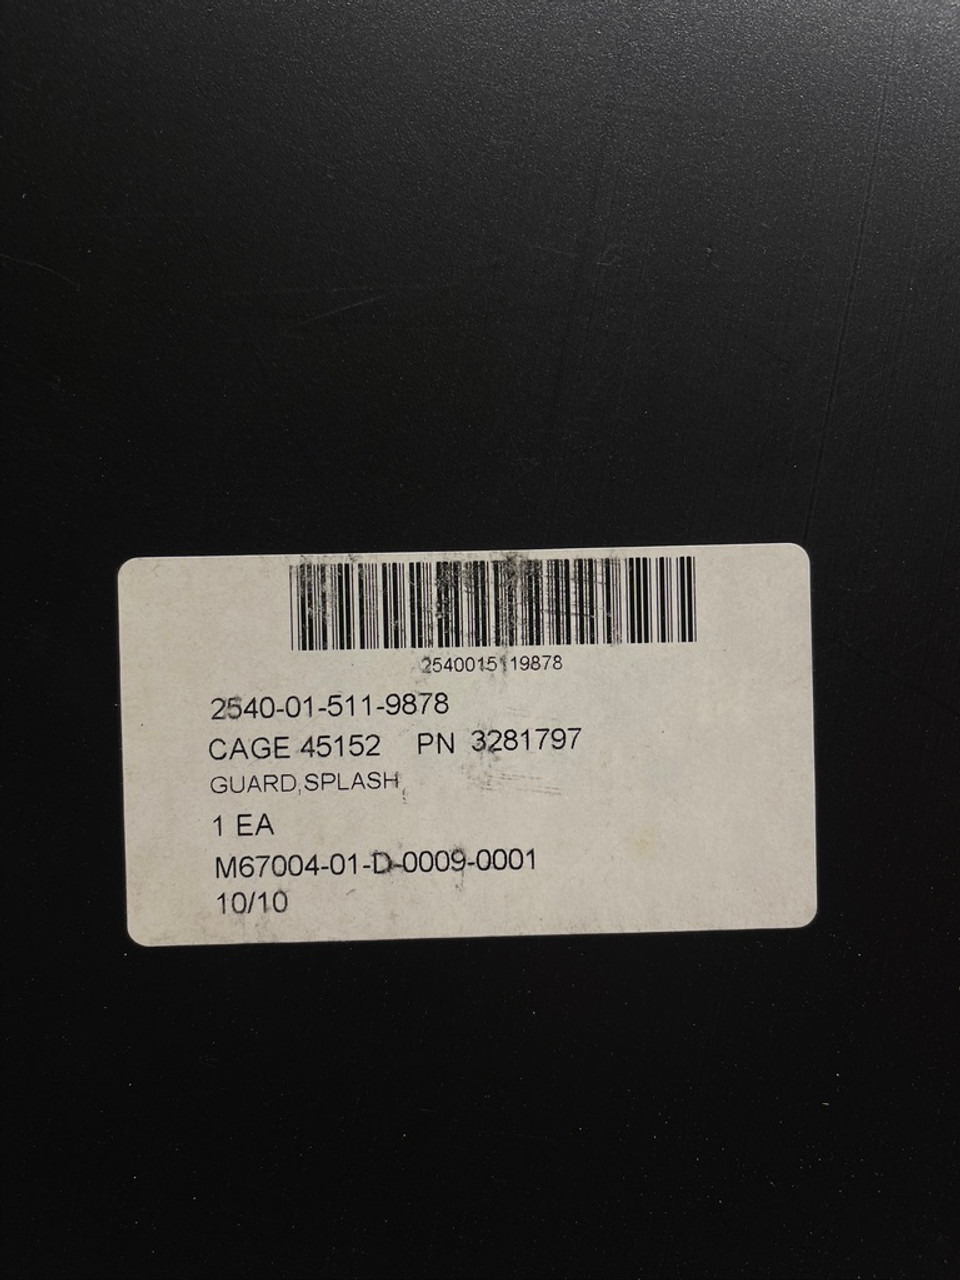 2540015119878
2540-01-511-9878
CAGE 45152 PN 3281797
GUARD,SPLASH,
1 EA
M67004-01-D-0009-0001
10/10